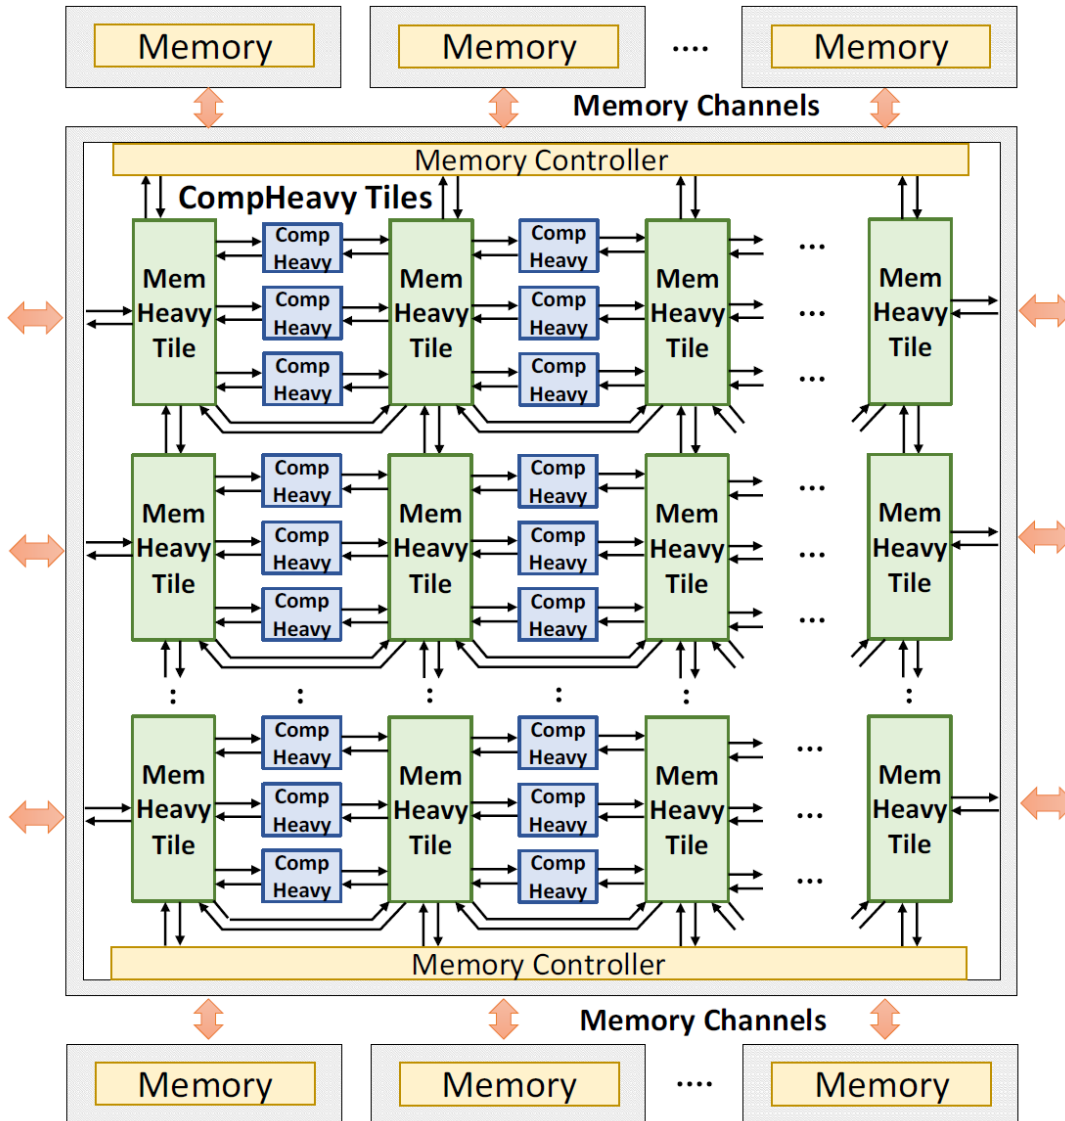 Memory Memory .... Memory
Memory Channels
Memory Controller
CompHeavy Tiles
Comp Comp
Heavy Heavy ...
Mem Mem Mem Mem
Heavy Comp Heavy Comp Heavy ... Heavy
Tile Heavy Tile Heavy Tile Tile
Comp Comp ...
Heavy Heavy
Comp Comp
Heavy Heavy ...
Mem Mem Mem Mem
Heavy Comp Heavy Comp Heavy ... Heavy
Tile Heavy Tile Heavy Tile Tile
Comp Comp ...
Heavy Heavy
: : : : : :
Comp Comp
Heavy Heavy ...
Mem Mem Mem Mem
Heavy Comp Heavy Comp Heavy ... Heavy
Tile Heavy Tile Heavy Tile Tile
Comp Comp ...
Heavy Heavy
Memory Controller
Memory Channels
Memory Memory .... Memory